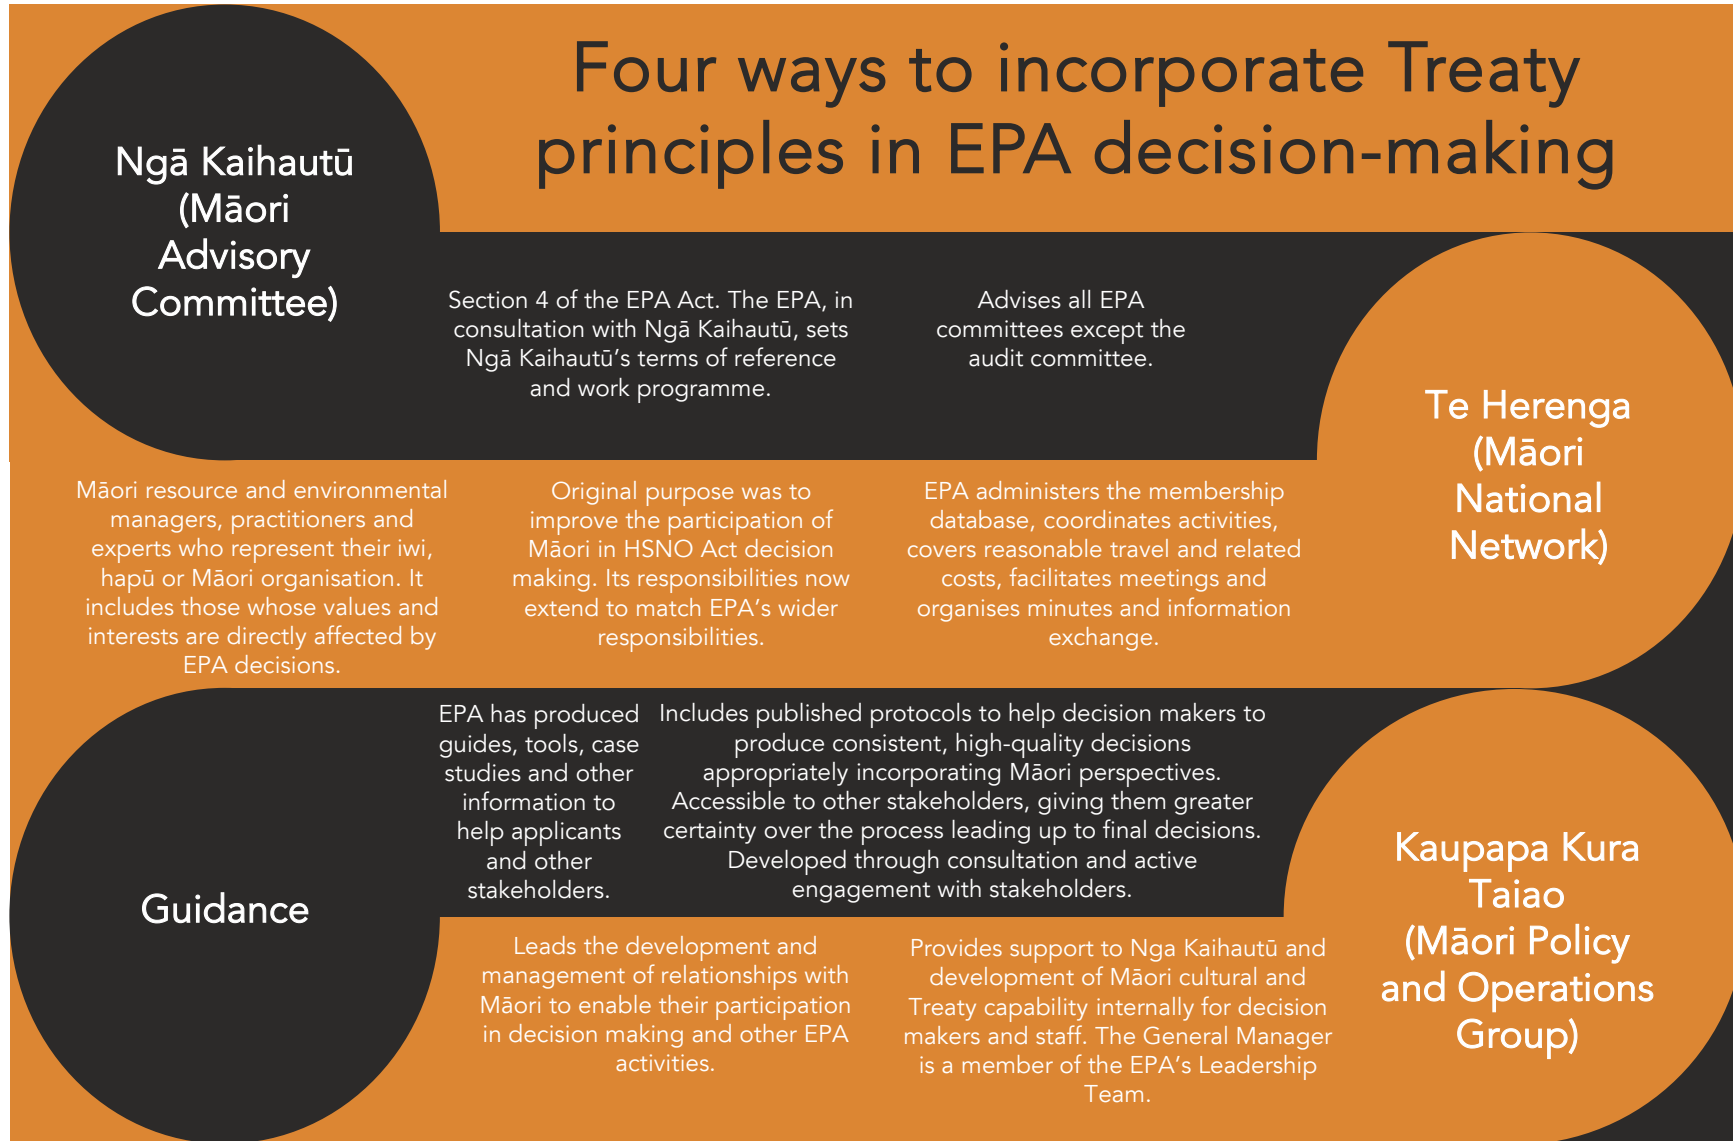 Four ways to incorporate Treaty
principles in EPA decision-making
Ngā Kaihautū
(Māori
Advisory
Committee)
Section 4 of the EPA Act. The EPA, in
consultation with Ngā Kaihautū, sets
Ngā Kaihautū’s terms of reference
and work programme.
Advises all EPA
committees except the
audit committee.
Te Herenga
(Māori
National
Network)
Māori resource and environmental
managers, practitioners and
experts who represent their iwi,
hapū or Māori organisation. It
includes those whose values and
interests are directly affected by
EPA decisions.
Original purpose was to
improve the participation of
Māori in HSNO Act decision
making. Its responsibilities now
extend to match EPA’s wider
responsibilities.
EPA administers the membership
database, coordinates activities,
covers reasonable travel and related
costs, facilitates meetings and
organises minutes and information
exchange.
Guidance
EPA has produced
guides, tools, case
studies and other
information to
help applicants
and other
stakeholders.
Includes published protocols to help decision makers to
produce consistent, high-quality decisions
appropriately incorporating Māori perspectives.
Accessible to other stakeholders, giving them greater
certainty over the process leading up to final decisions.
Developed through consultation and active
engagement with stakeholders.
Kaupapa Kura
Taiao
(Māori Policy
and Operations
Group)
Leads the development and
management of relationships with
Māori to enable their participation
in decision making and other EPA
activities.
Provides support to Nga Kaihautū and
development of Māori cultural and
Treaty capability internally for decision
makers and staff. The General Manager
is a member of the EPA’s Leadership
Team.